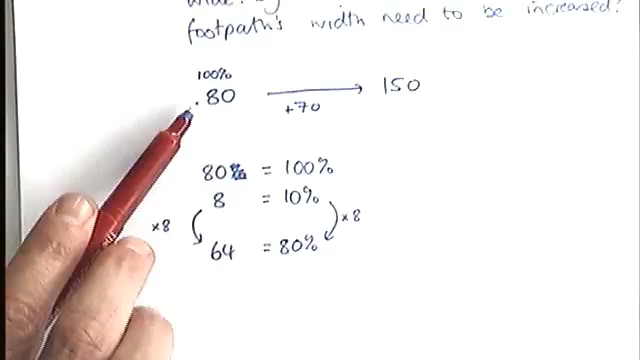 footpath's width need to be increased?
100%
80 +70 150
80 = 100%
8 = 10%
×8 ×8
64 = 80%